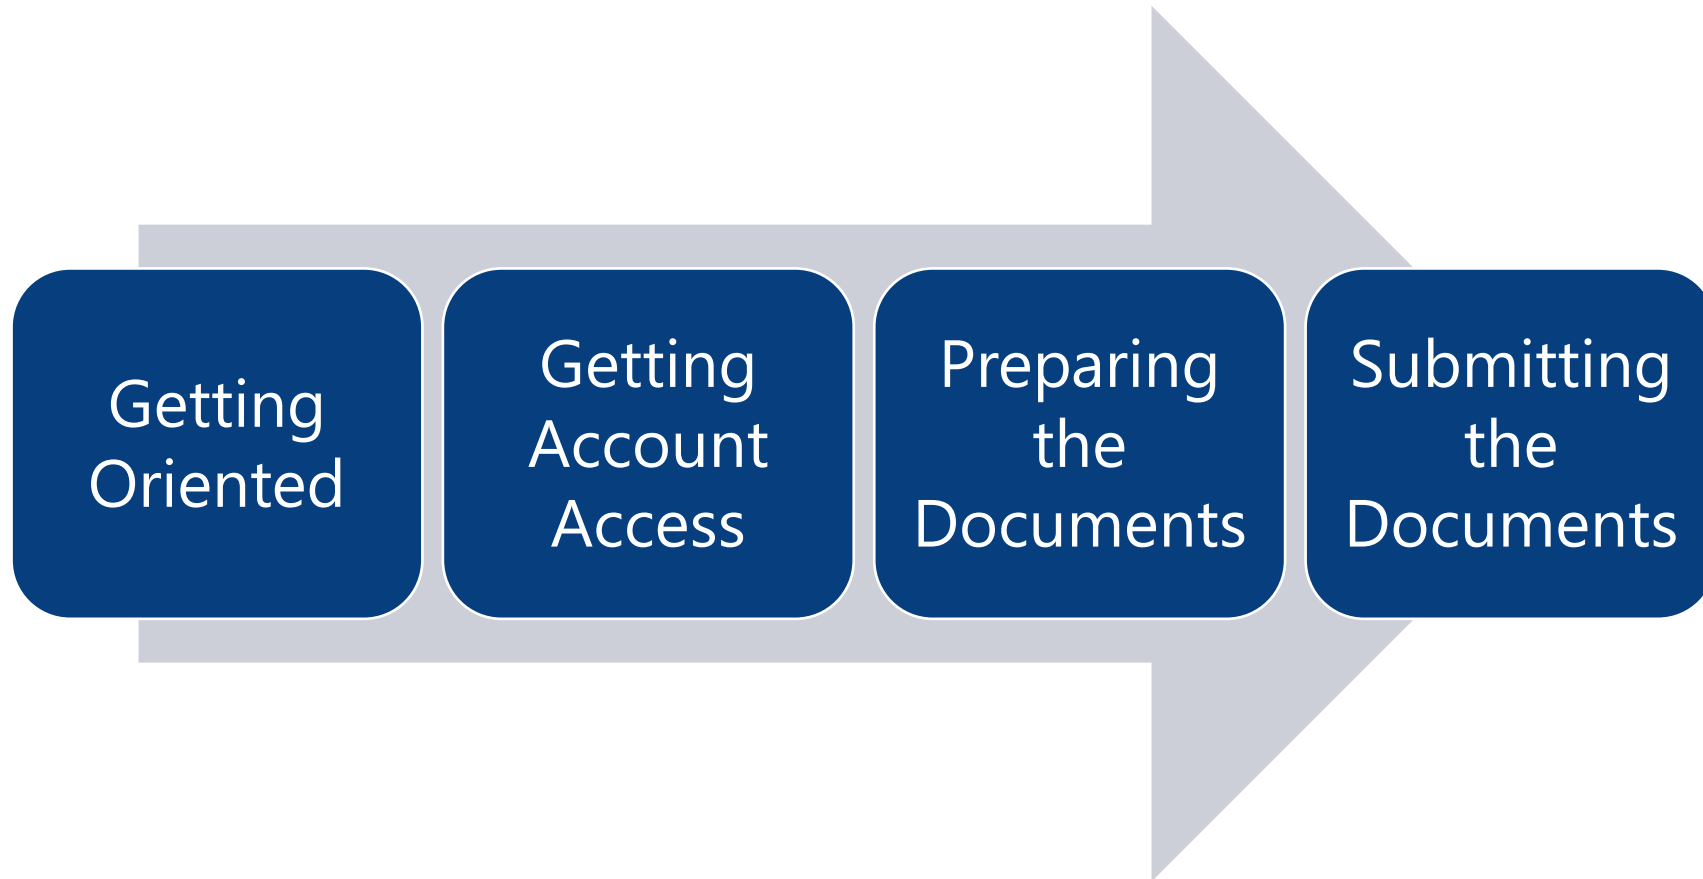 Getting
Oriented
Getting
Account
Access
Preparing
the
Documents
Submitting
the
Documents